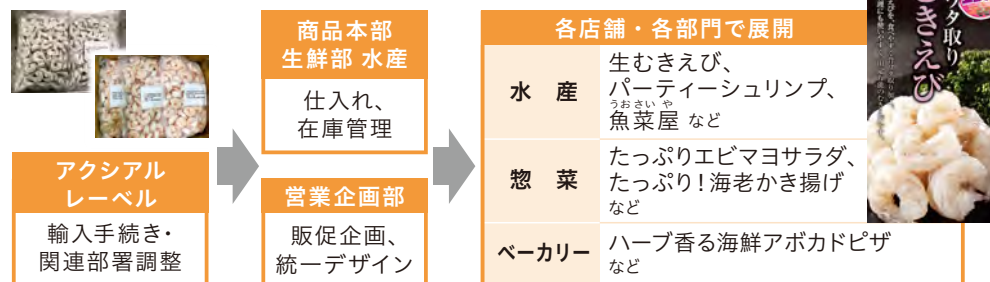 アクシアル
レーベル
輸入手続き・
関連部署調整
商品本部
生鮮部 水産
仕入れ、
在庫管理
営業企画部
販促企画、
統一デザイン
各店舗・各部門で展開
水 産
生むきえび、
パーティーシュリンプ、
うおさいや
魚菜屋 など
惣 菜
たっぷりエビマヨサラダ、
たっぷり!海老かき揚げ
など
ベーカリー
ハーブ香る海鮮アボカドピザ
など
ワタ取り
きえび